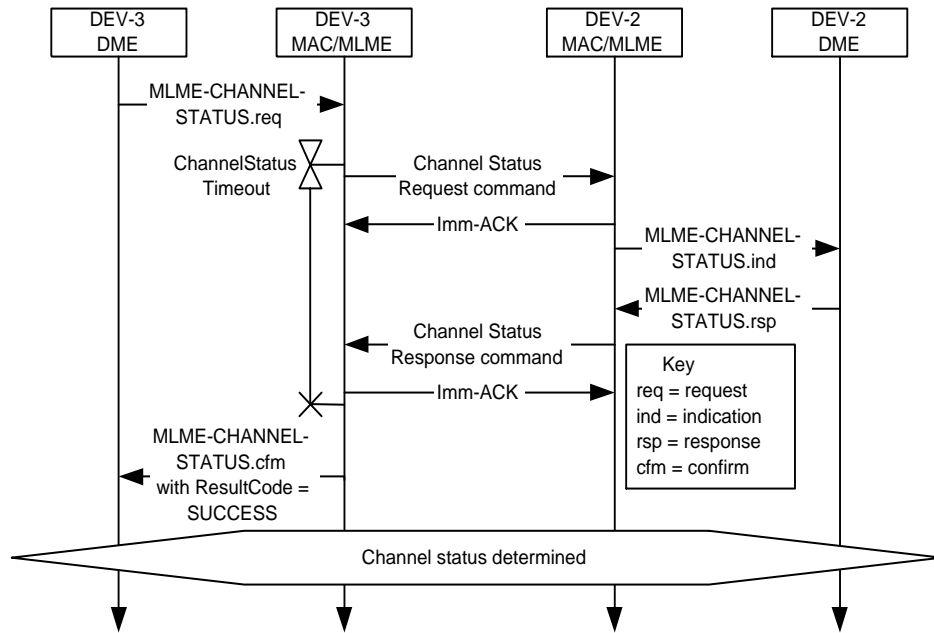 DEV-3
DME
DEV-3
MAC/MLME
DEV-2
MAC/MLME
DEV-2
DME
MLME-CHANNEL-
STATUS.req
ChannelStatus
Timeout
Channel Status
Request command
Imm-ACK
MLME-CHANNEL-
STATUS.ind
MLME-CHANNEL-
STATUS.rsp
Channel Status
Response command
Imm-ACK
Key
req = request
ind = indication
rsp = response
cfm = confirm
MLME-CHANNEL-
STATUS.cfm
with ResultCode =
SUCCESS
Channel status determined